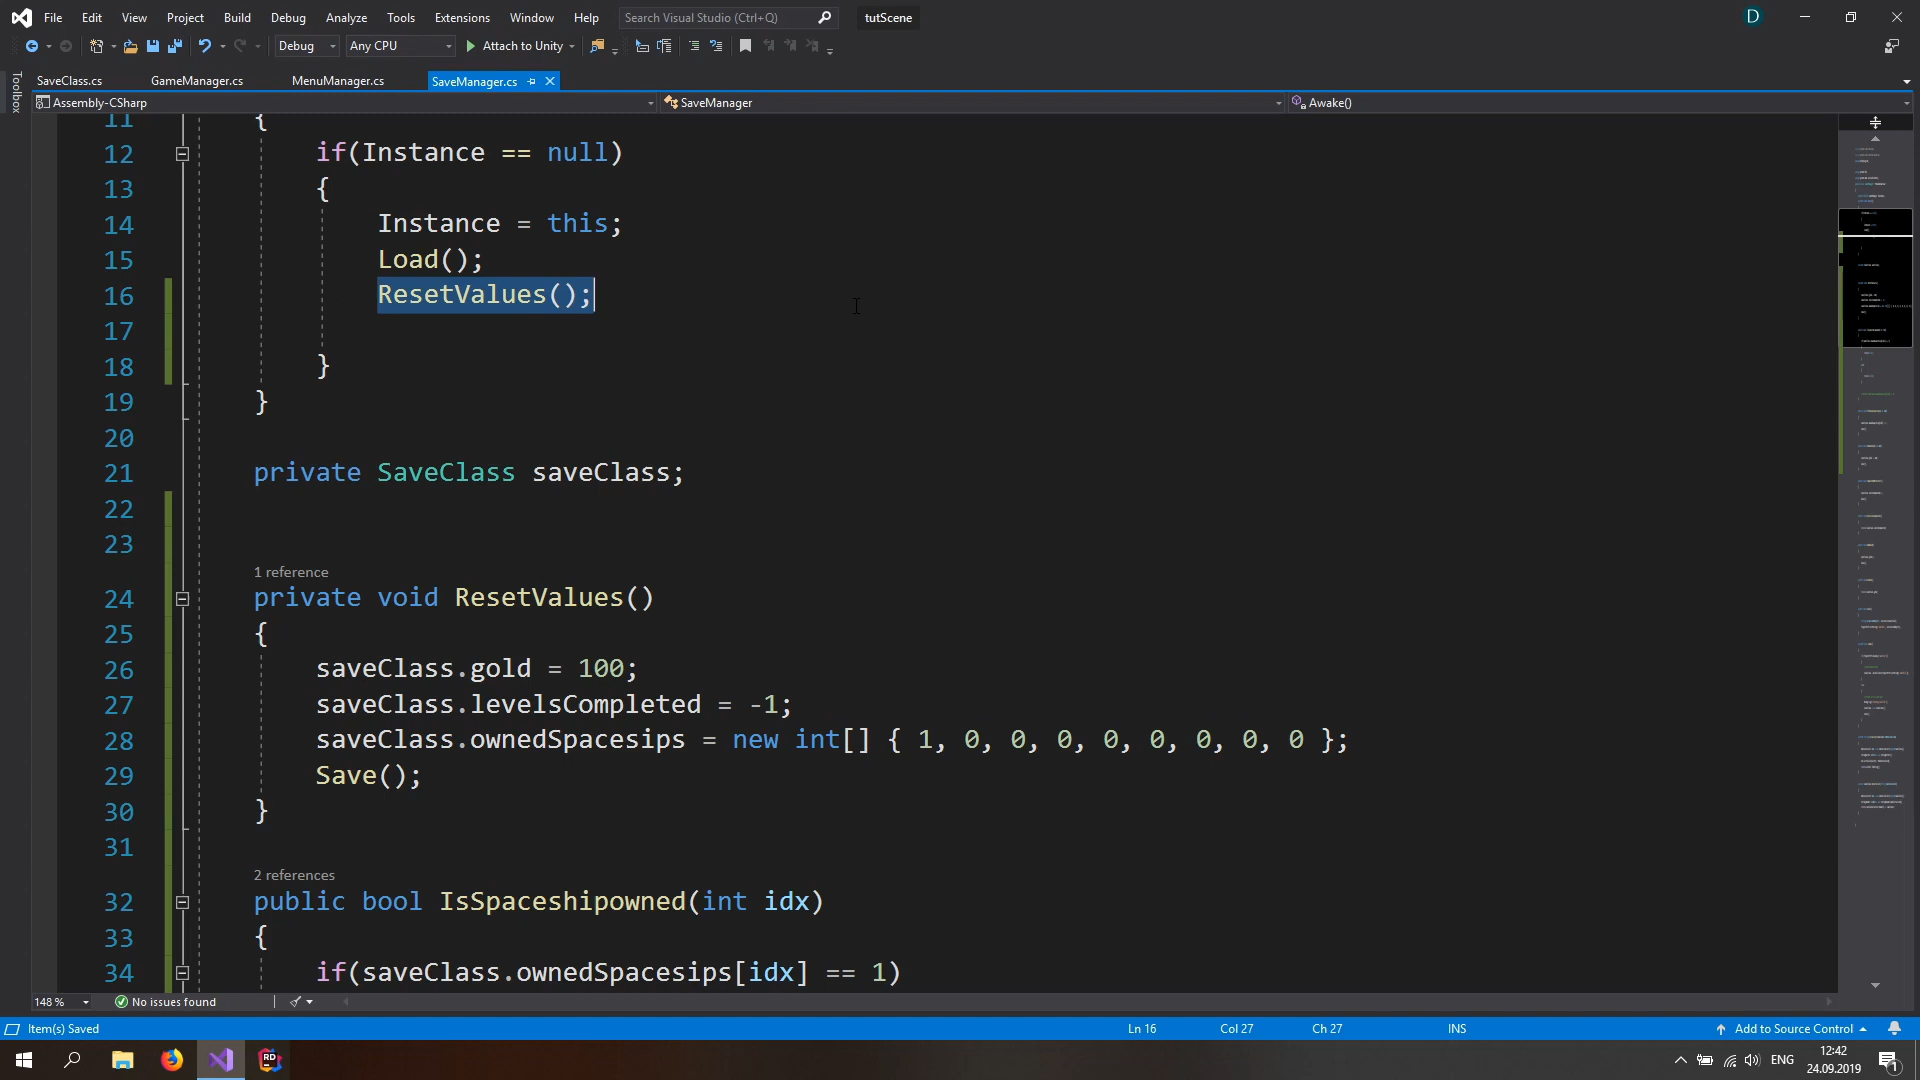 File Edit View Project Build Debug Analyze Tools Extensions Window Help Search Visual Studio (Ctrl+Q) tutScene D
Debug Any CPU Attach to Unity
Toolbox
SaveClass.cs GameManager.cs MenuManager.cs SaveManager.cs
Assembly-CSharp SaveManager Awake()
11 {
12 if(Instance == null)
13 {
14 Instance = this;
15 Load();
16 ResetValues();
17
18 }
19 }
20
21 private SaveClass saveClass;
22
23
1 reference
24 private void ResetValues()
25 {
26 saveClass.gold = 100;
27 saveClass.levelsCompleted = -1;
28 saveClass.ownedSpacesips = new int[] { 1, 0, 0, 0, 0, 0, 0, 0, 0 };
29 Save();
30 }
31
2 references
32 public bool IsSpaceshipowned(int idx)
33 {
34 if(saveClass.ownedSpacesips[idx] == 1)
148 % No issues found
Item(s) Saved Ln 16 Col 27 Ch 27 INS Add to Source Control
RD ENG 12:42
24.09.2019 1